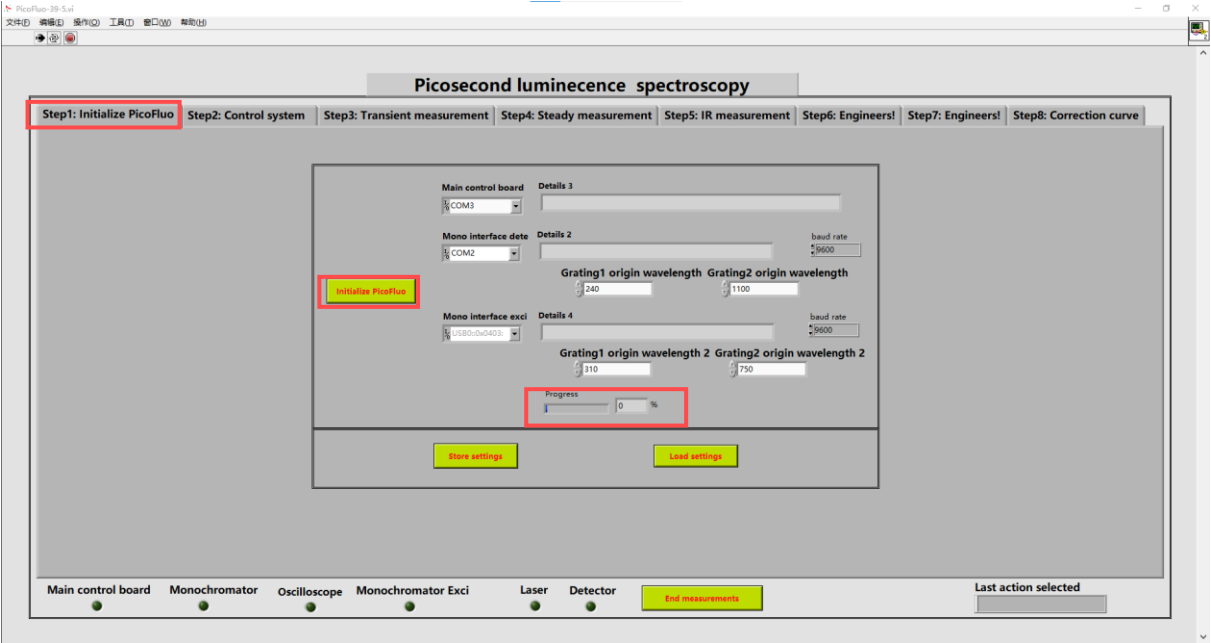 PicoFluo-39-5.vi
文件(F) 编辑(E) 操作(O) 工具(T) 窗口(W) 帮助(H)
2
Picosecond luminecence spectroscopy
Step1: Initialize PicoFluo Step2: Control system Step3: Transient measurement Step4: Steady measurement Step5: IR measurement Step6: Engineers! Step7: Engineers! Step8: Correction curve
Main control board Details 3
COM3
Mono interface dete Details 2 baud rate
COM2 9600
Grating1 origin wavelength Grating2 origin wavelength
240 1100
Initialize PicoFluo
Mono interface exci Details 4 baud rate
USB0::0x0403: 9600
Grating1 origin wavelength 2 Grating2 origin wavelength 2
310 750
Progress
0 %
Store settings Load settings
Main control board Monochromator Oscilloscope Monochromator Exci Laser Detector Last action selected
End measurements